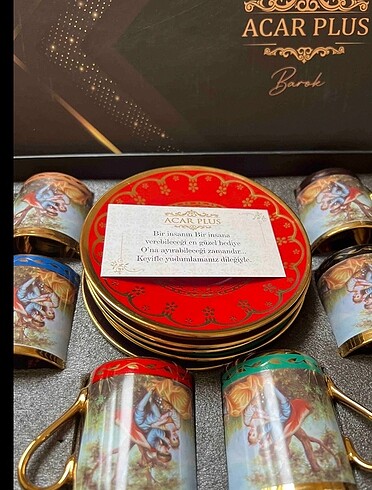 ACAR PLUS
Barok
ACAR PLUS
Bir insanın Bir insana
verebileceği en güzel hediye
O'na ayırabileceği zamandır...
Keyifle yudumlamanız dileğiyle.